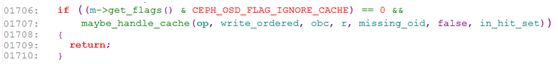 01706:   if ((m->get_flags() & CEPH_OSD_FLAG_IGNORE_CACHE) == 0 &&
01707:       maybe_handle_cache(op, write_ordered, obc, r, missing_oid, false, in_hit_set))
01708:   {
01709:     return;
01710:   }